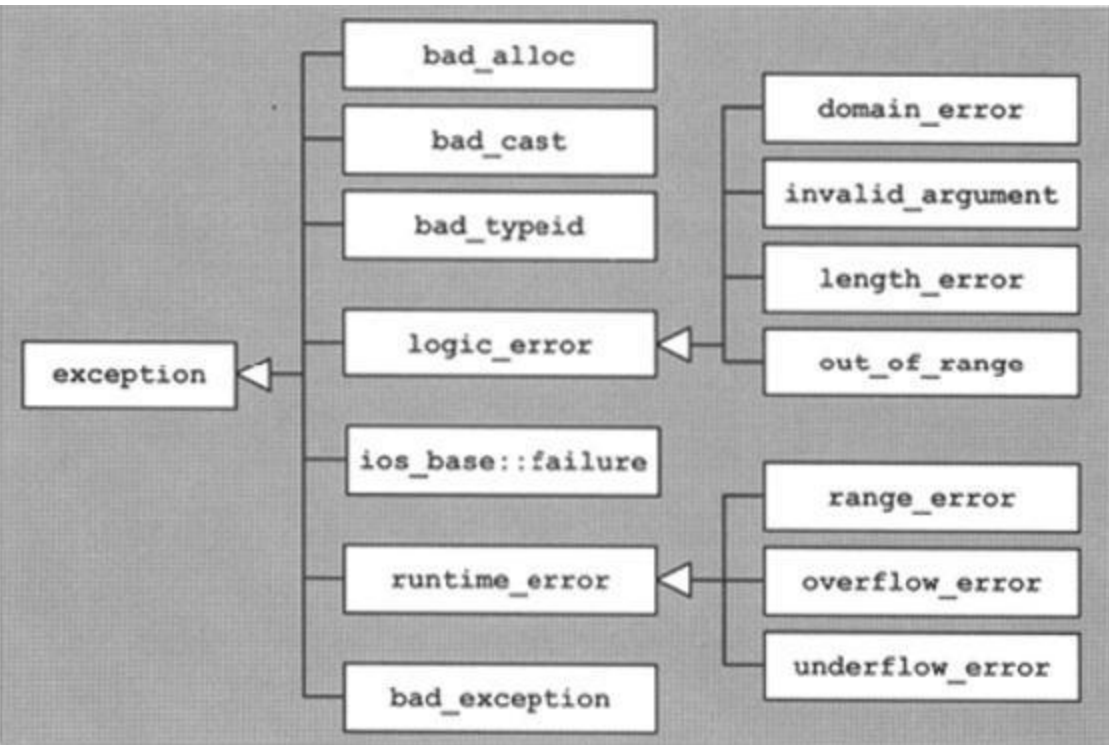 exception
bad_alloc
bad_cast
bad_typeid
logic_error
ios_base::failure
runtime_error
bad_exception
domain_error
invalid_argument
length_error
out_of_range
range_error
overflow_error
underflow_error